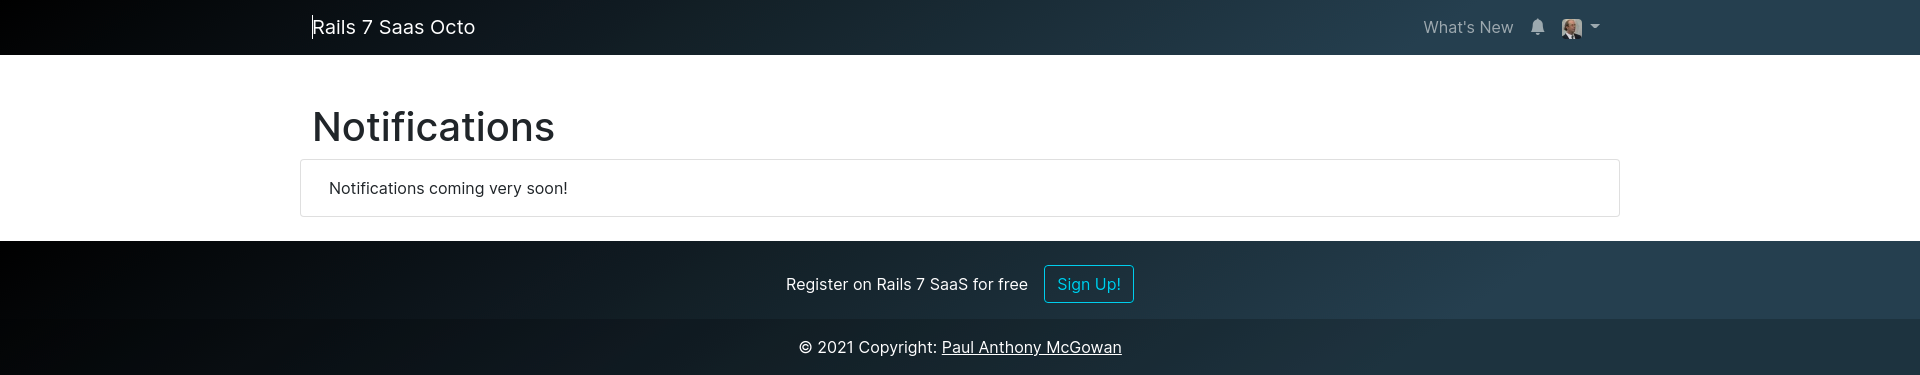 Rails 7 Saas Octo
What's New
Notifications
Notifications coming very soon!
Register on Rails 7 SaaS for free
Sign Up!
© 2021 Copyright: Paul Anthony McGowan